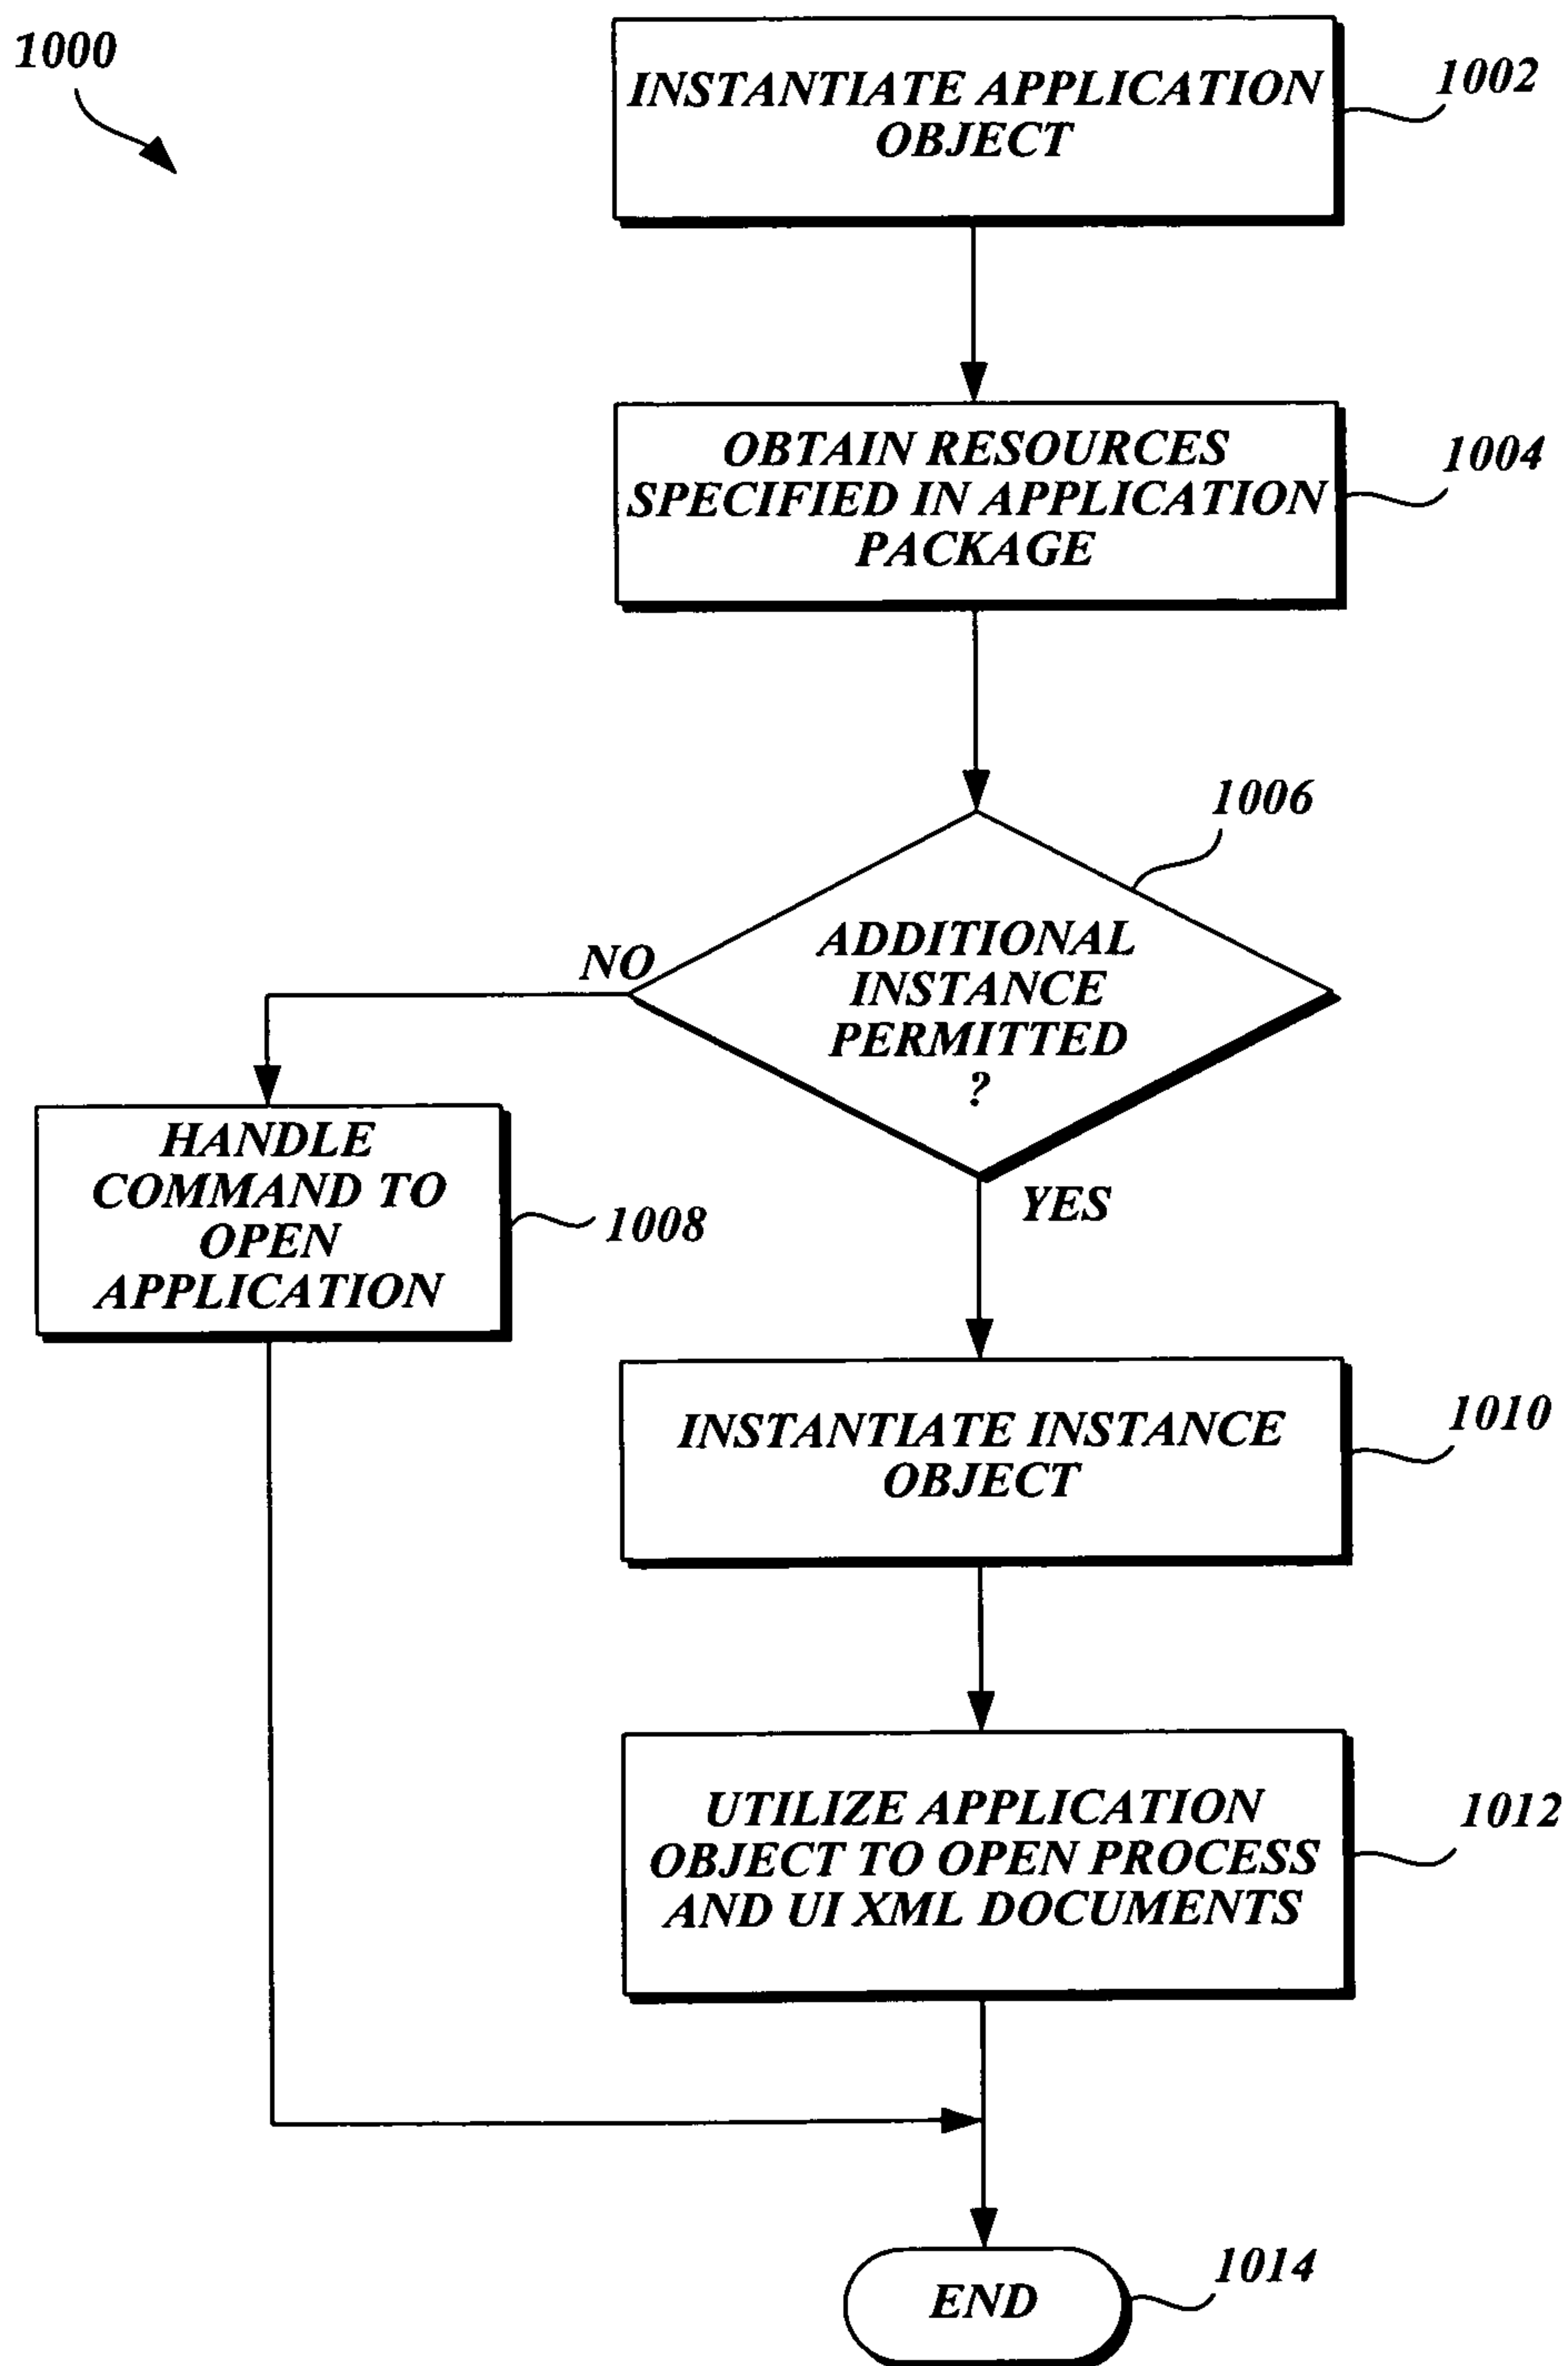 1000
INSTANTIATE APPLICATION
OBJECT
1002
OBTAIN RESOURCES
SPECIFIED IN APPLICATION
PACKAGE
1004
1006
ADDITIONAL
INSTANCE
PERMITTED
?
NO
YES
HANDLE
COMMAND TO
OPEN
APPLICATION
1008
INSTANTIATE INSTANCE
OBJECT
1010
UTILIZE APPLICATION
OBJECT TO OPEN PROCESS
AND UI XML DOCUMENTS
1012
END
1014